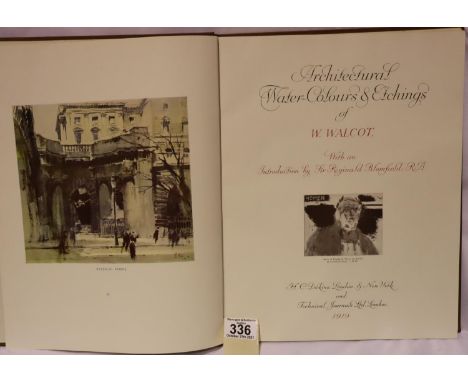 Architectural
Water-Colours & Etchings
of
W. WALCOT.
With an
Introduction by Sir Reginald Blomfield, R.A.
H. C. Dickins London & New York
and
Technical Journals Ltd London
1919
336